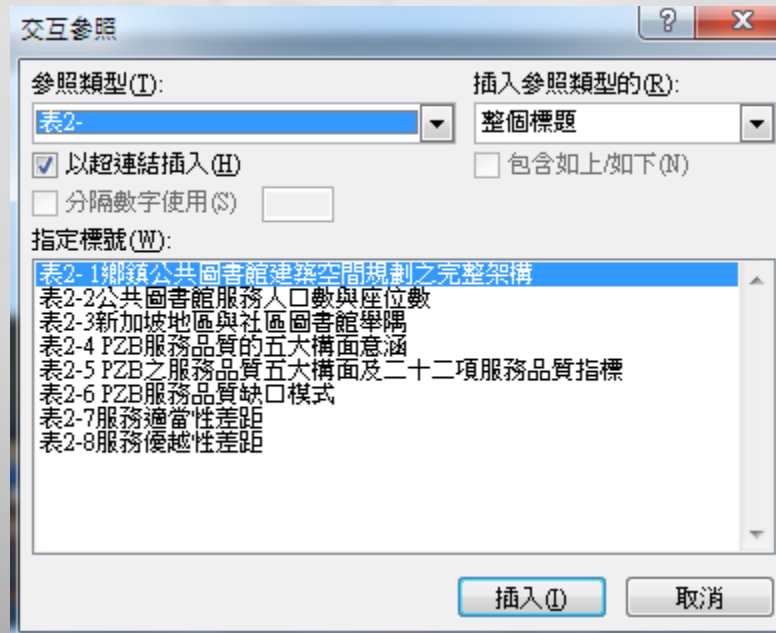 交互參照
參照類型(T):
插入參照類型的(R):
表2-
整個標題
以超連結插入(H)
包含如上/如下(N)
分隔數字使用(S)
指定標號(W):
表2- 1鄉鎮公共圖書館建築空間規劃之完整架構
表2-2公共圖書館服務人口數與座位數
表2-3新加坡地區與社區圖書館舉隅
表2-4 PZB服務品質的五大構面意涵
表2-5 PZB之服務品質五大構面及二十二項服務品質指標
表2-6 PZB服務品質缺口模式
表2-7服務適當性差距
表2-8服務優越性差距
插入(I)
取消